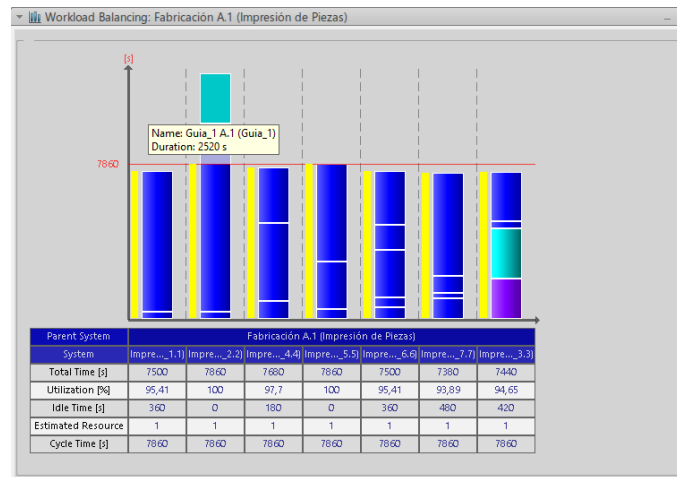 Workload Balancing: Fabricación A.1 (Impresión de Piezas)
[s]
Name: Guia_1 A.1 (Guia_1)
Duration: 2520 s
7860
Parent System Fabricación A.1 (Impresión de Piezas)
System Impre..._1.1) Impre..._2.2) Impre..._4.4) Impre..._5.5) Impre..._6.6) Impre..._7.7) Impre..._3.3)
Total Time [s] 7500 7860 7680 7860 7500 7380 7440
Utilization [%] 95,41 100 97,7 100 95,41 93,89 94,65
Idle Time [s] 360 0 180 0 360 480 420
Estimated Resource 1 1 1 1 1 1 1
Cycle Time [s] 7860 7860 7860 7860 7860 7860 7860